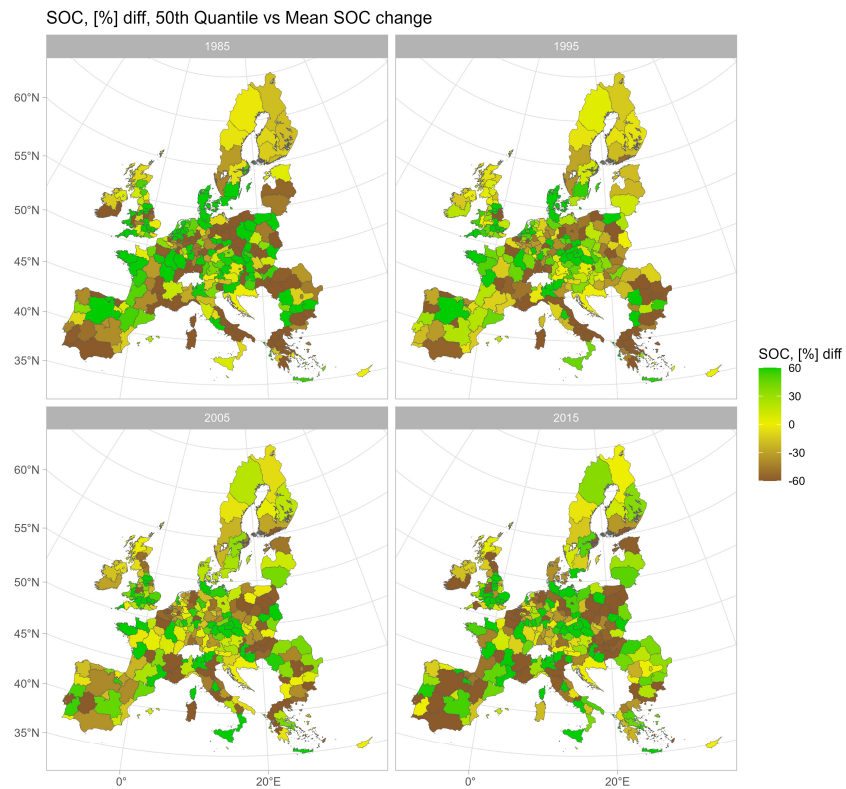 SOC, [%] diff, 50th Quantile vs Mean SOC change
1985
1995
60°N
55°N
50°N
45°N
40°N
35°N
SOC, [%] diff
60
30
0
-30
-60
2005
2015
60°N
55°N
50°N
45°N
40°N
35°N
0°
20°E
0°
20°E